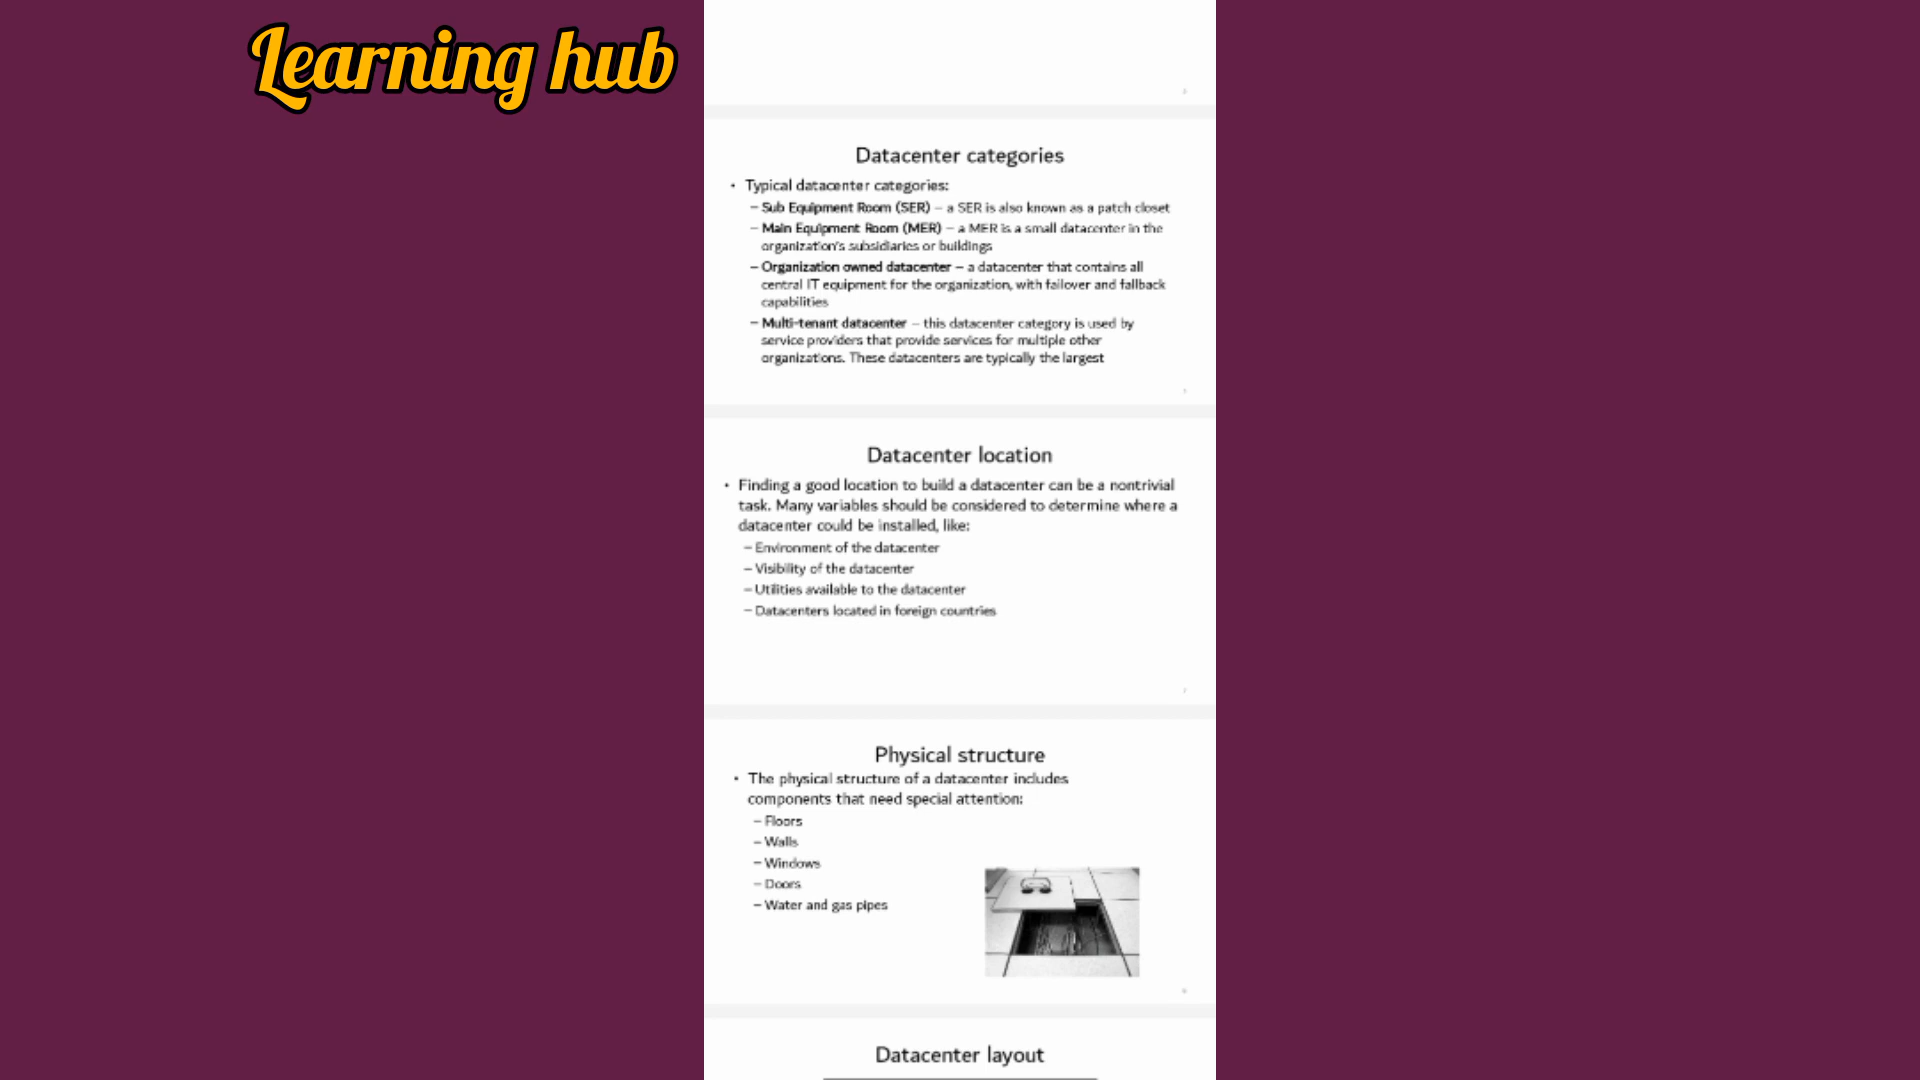 Learning hub
Datacenter categories
• Typical datacenter categories:
– Sub Equipment Room (SER) – a SER is also known as a patch closet
– Main Equipment Room (MER) – a MER is a small datacenter in the
organization's subsidiaries or buildings
– Organization owned datacenter – a datacenter that contains all
central IT equipment for the organization, with failover and fallback
capabilities
– Multi-tenant datacenter – this datacenter category is used by
service providers that provide services for multiple other
organizations. These datacenters are typically the largest
Datacenter location
• Finding a good location to build a datacenter can be a nontrivial
task. Many variables should be considered to determine where a
datacenter could be installed, like:
– Environment of the datacenter
– Visibility of the datacenter
– Utilities available to the datacenter
– Datacenters located in foreign countries
Physical structure
• The physical structure of a datacenter includes
components that need special attention:
– Floors
– Walls
– Windows
– Doors
– Water and gas pipes
Datacenter layout